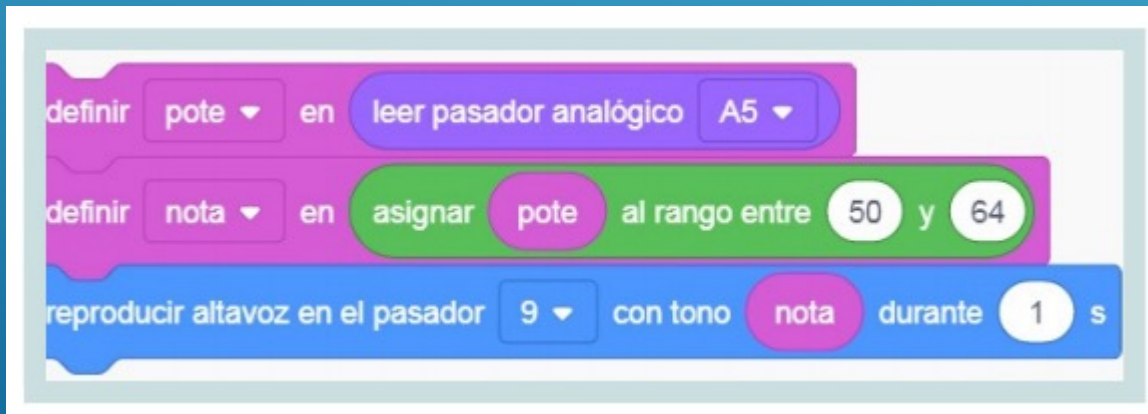 definir pote en leer pasador analógico A5
definir nota en asignar pote al rango entre 50 y 64
reproducir altavoz en el pasador 9 con tono nota durante 1 s